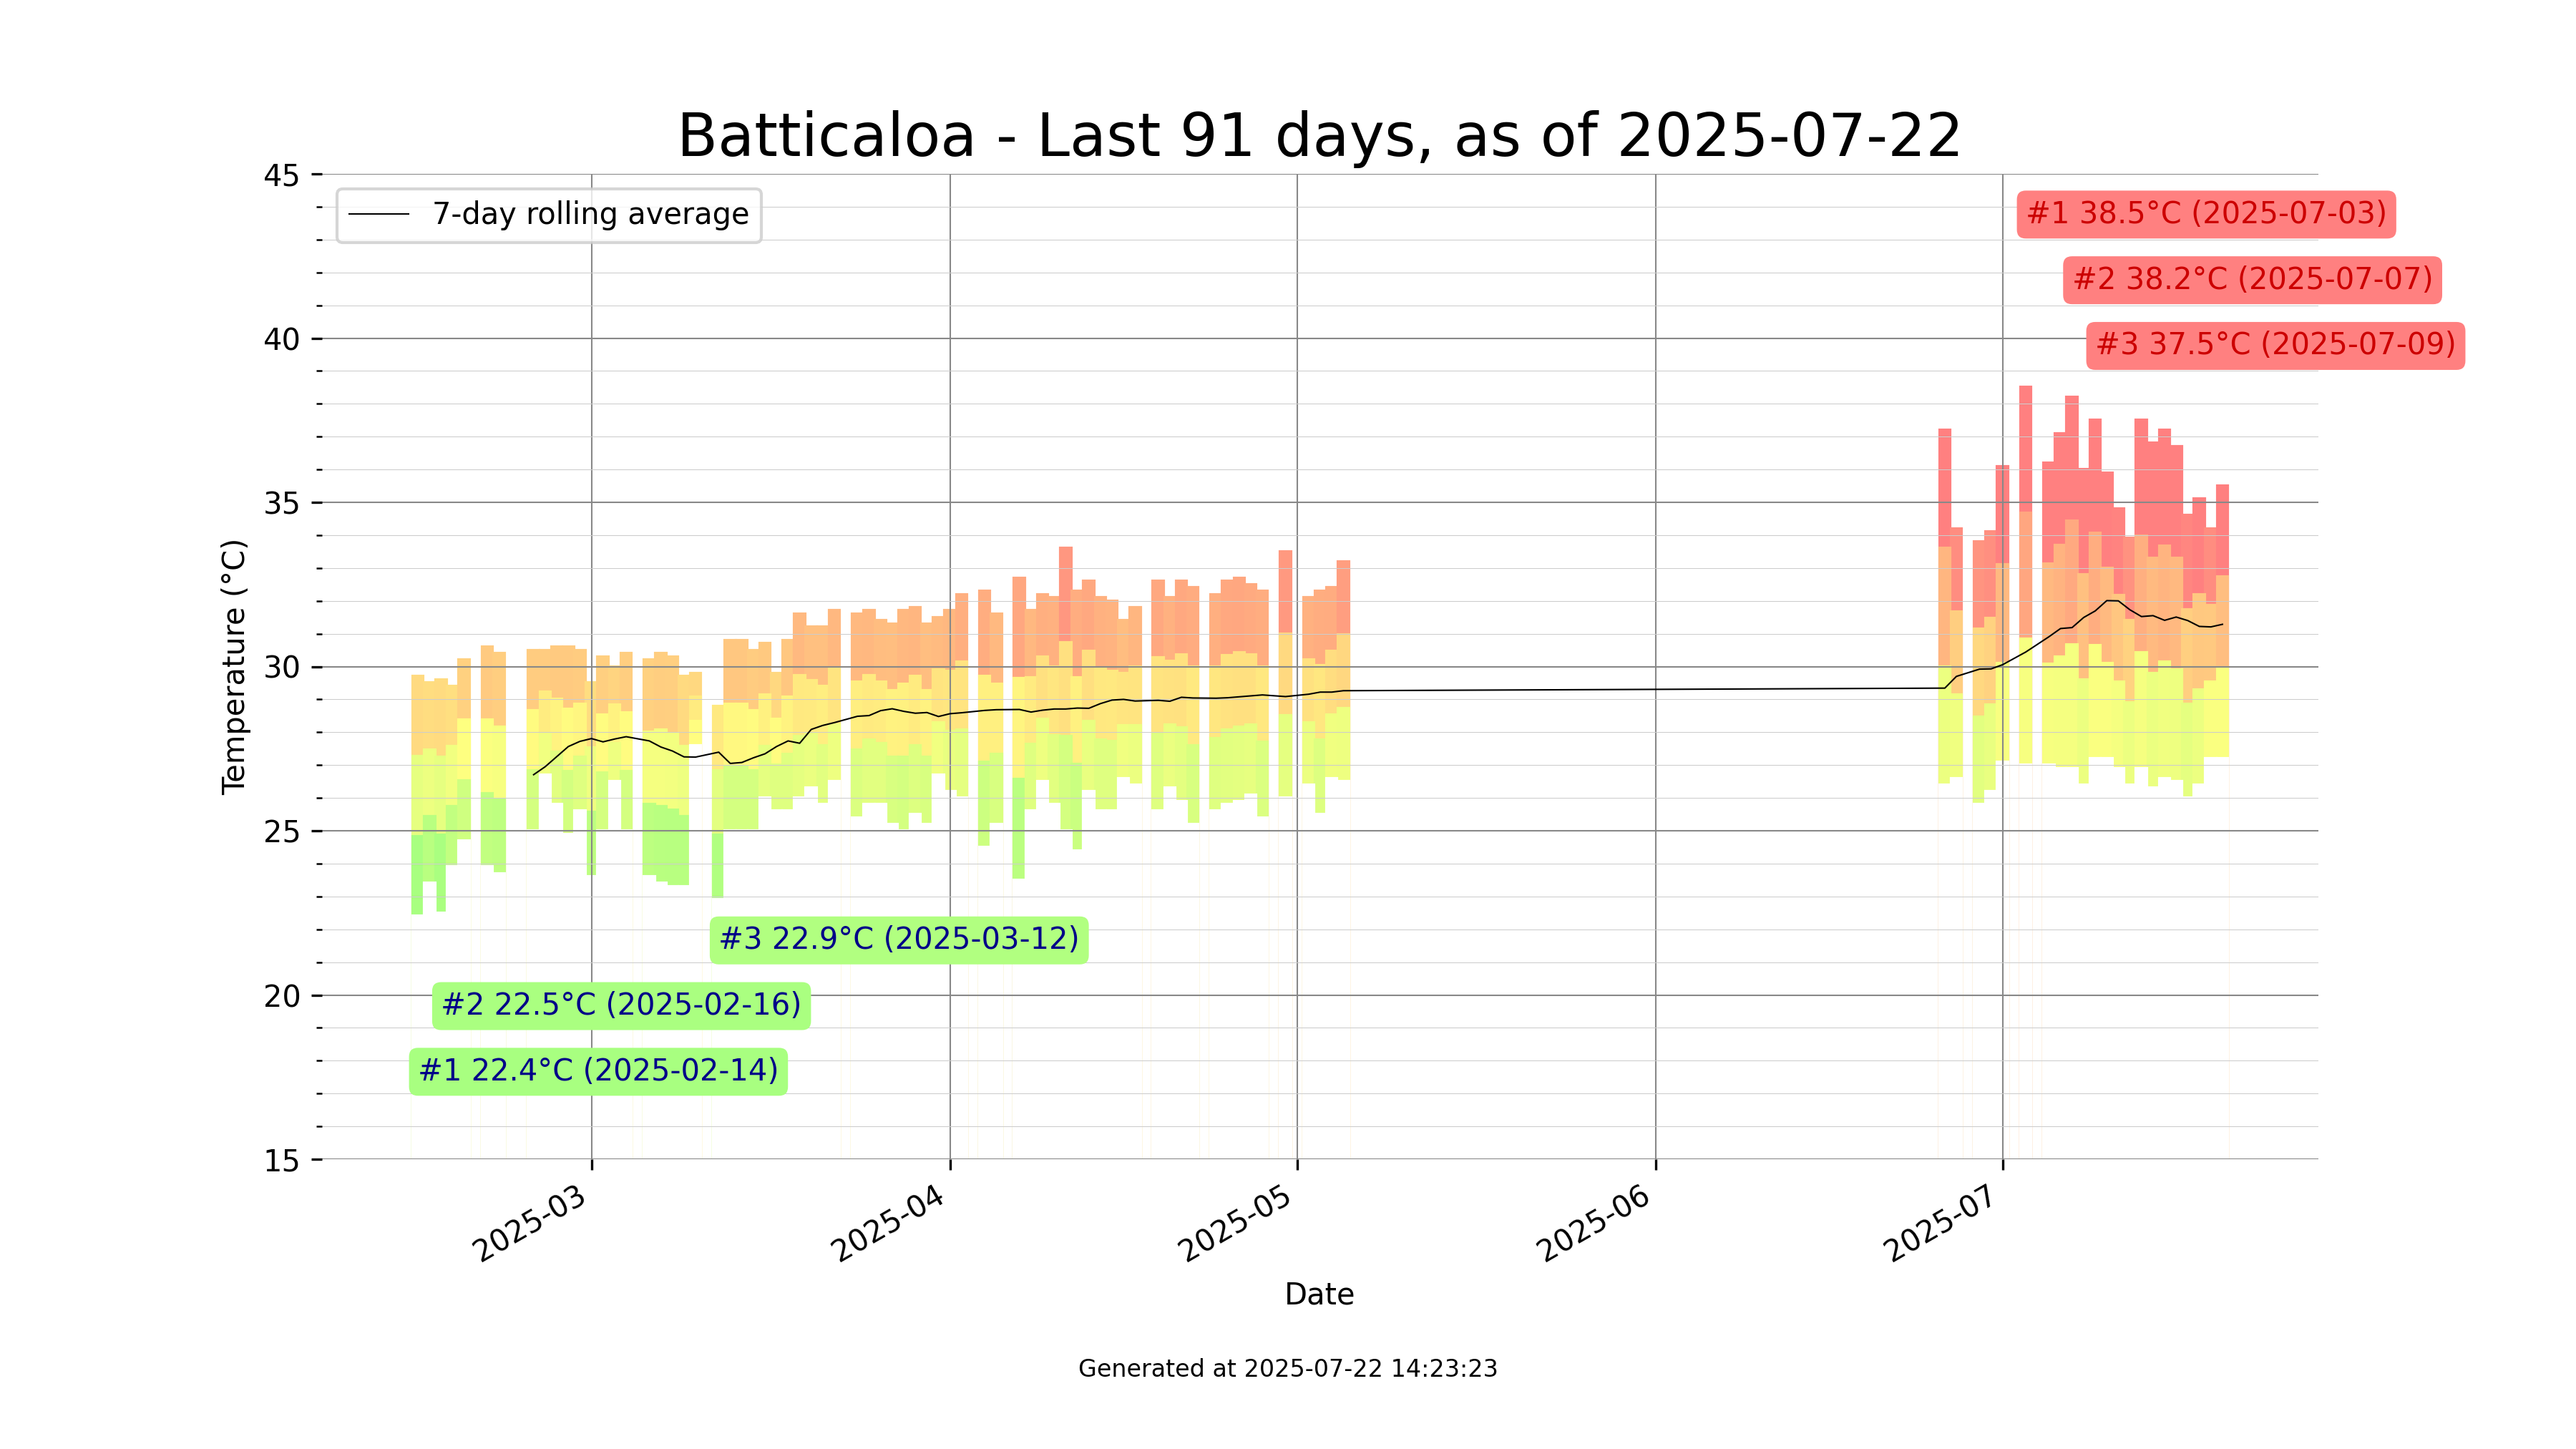 Batticaloa - Last 91 days, as of 2025-07-22
7-day rolling average
#1 38.5°C (2025-07-03)
#2 38.2°C (2025-07-07)
#3 37.5°C (2025-07-09)
45
40
35
30
25
20
15
Temperature (°C)
#3 22.9°C (2025-03-12)
#2 22.5°C (2025-02-16)
#1 22.4°C (2025-02-14)
2025-03
2025-04
2025-05
2025-06
2025-07
Date
Generated at 2025-07-22 14:23:23